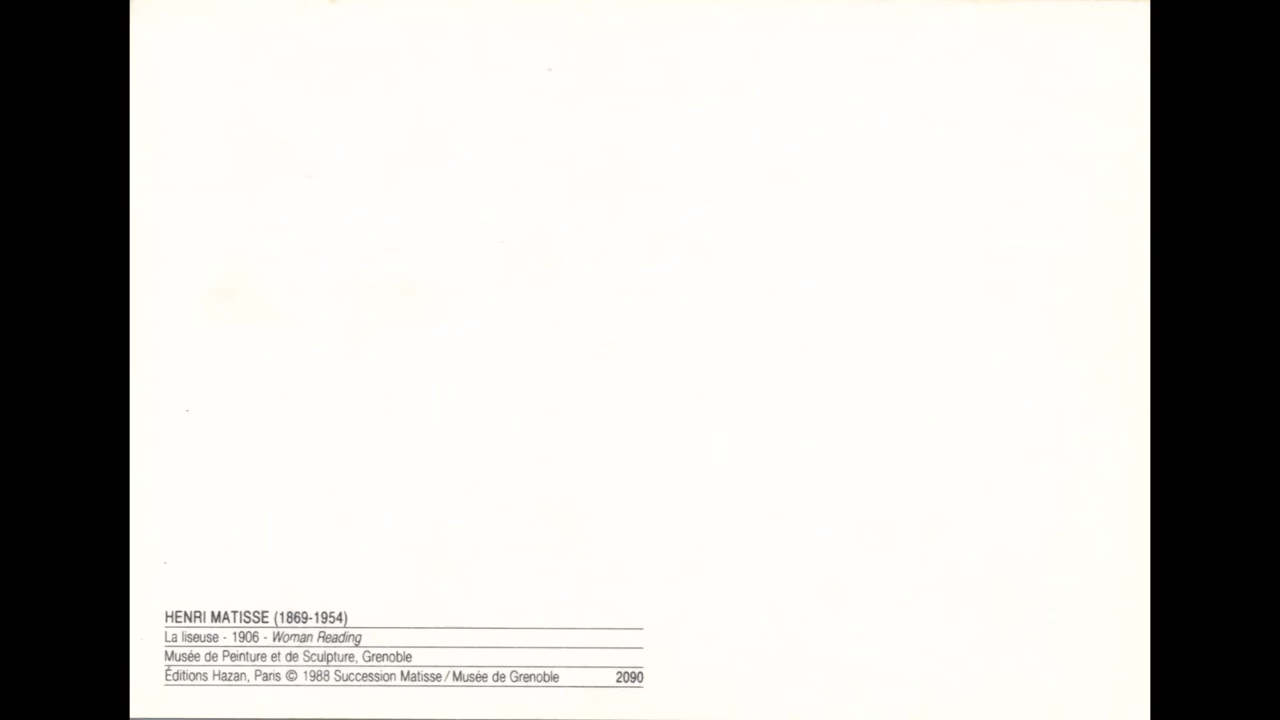 HENRI MATISSE (1869-1954)
La liseuse - 1906 - Woman Reading
Musée de Peinture et de Sculpture, Grenoble
Éditions Hazan, Paris © 1988 Succession Matisse / Musée de Grenoble 2090